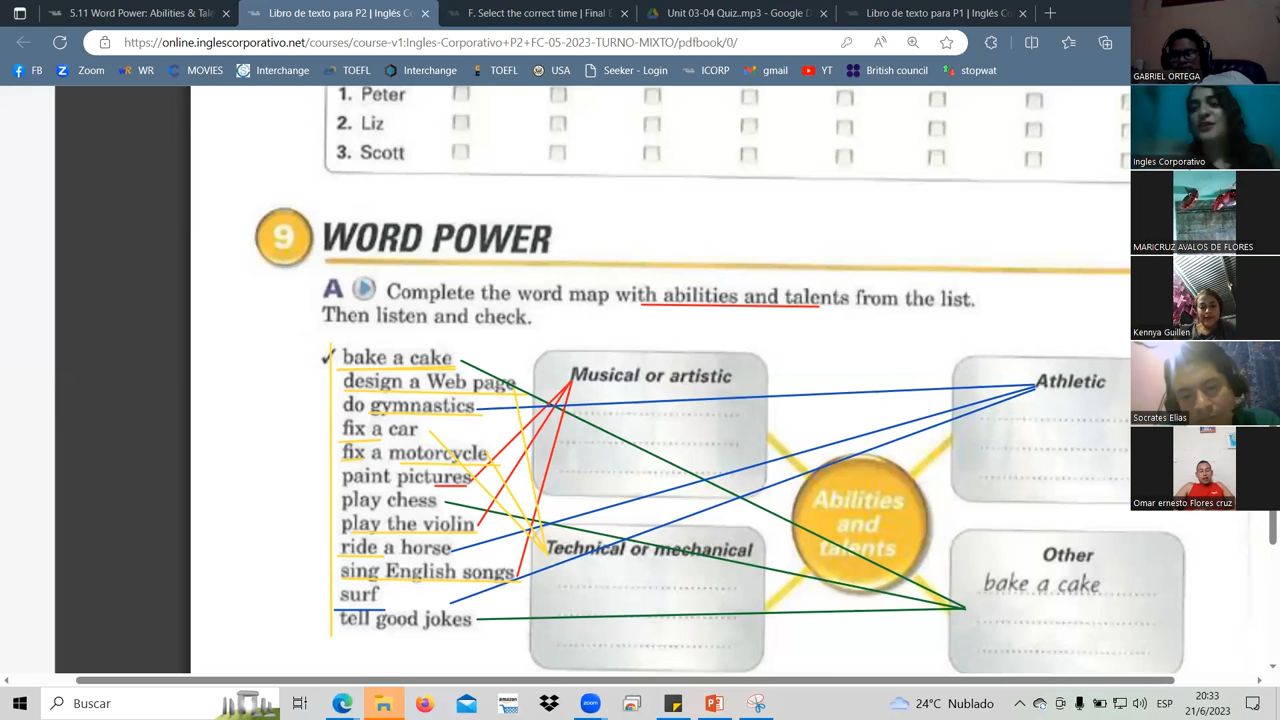 5.11 Word Power: Abilities & Tale
Libro de texto para P2 | Inglés C
F. Select the correct time | Final E
Unit 03-04 Quiz..mp3 - Google D
Libro de texto para P1 | Inglés Co
https://online.inglescorporativo.net/courses/course-v1:Ingles-Corporativo+P2+FC-05-2023-TURNO-MIXTO/pdfbook/0/
FB
Zoom
WR
MOVIES
Interchange
TOEFL
Interchange
TOEFL
USA
Seeker - Login
ICORP
gmail
YT
British council
stopwat
1. Peter
2. Liz
3. Scott
9 WORD POWER
A Complete the word map with abilities and talents from the list.
Then listen and check.
✓ bake a cake
design a Web page
do gymnastics
fix a car
fix a motorcycle
paint pictures
play chess
play the violin
ride a horse
sing English songs
surf
tell good jokes
Musical or artistic
Athletic
Abilities
and
talents
Technical or mechanical
Other
bake a cake
GABRIEL ORTEGA
Ingles Corporativo
MARICRUZ AVALOS DE FLORES
Kennya Guillen
Socrates Elias
Omar ernesto Flores cruz
Buscar
24°C Nublado
ESP
20:33
21/6/2023